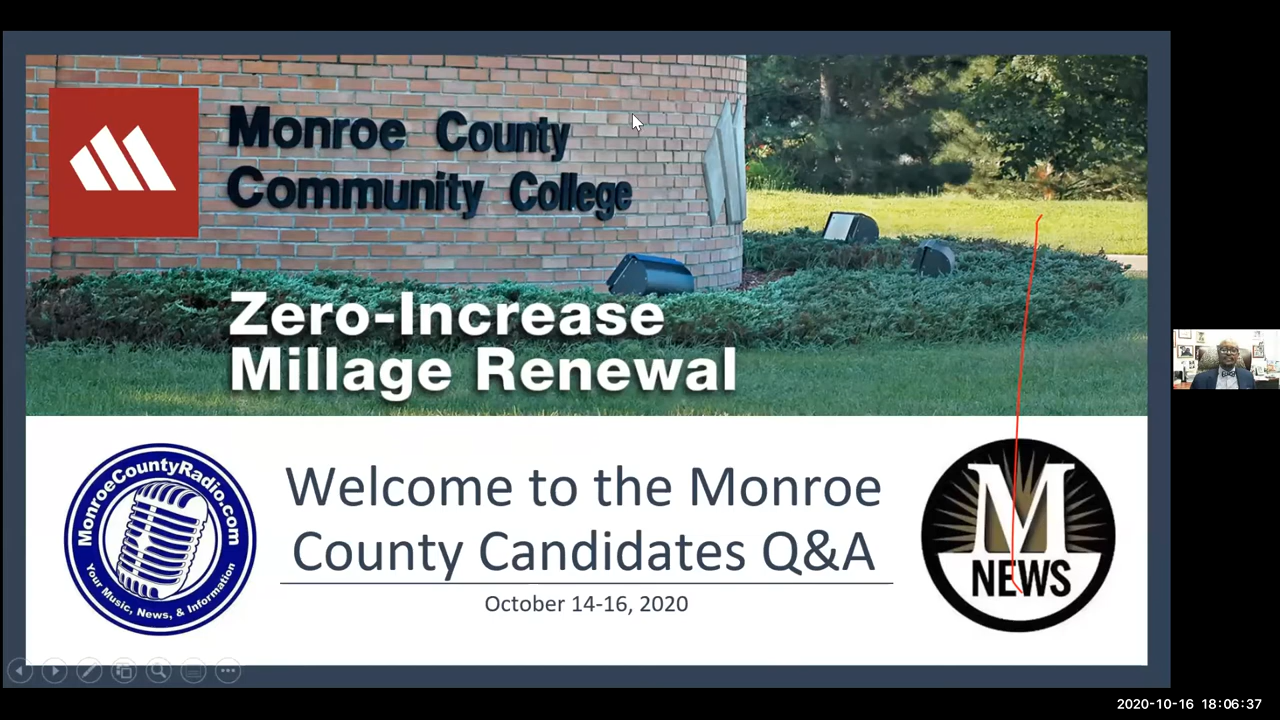 Monroe County
Community College
Zero-Increase
Millage Renewal
MonroeCountyRadio.com
Your Music, News, & Information
Welcome to the Monroe
County Candidates Q&A
October 14-16, 2020
M
NEWS
2020-10-16 18:06:37